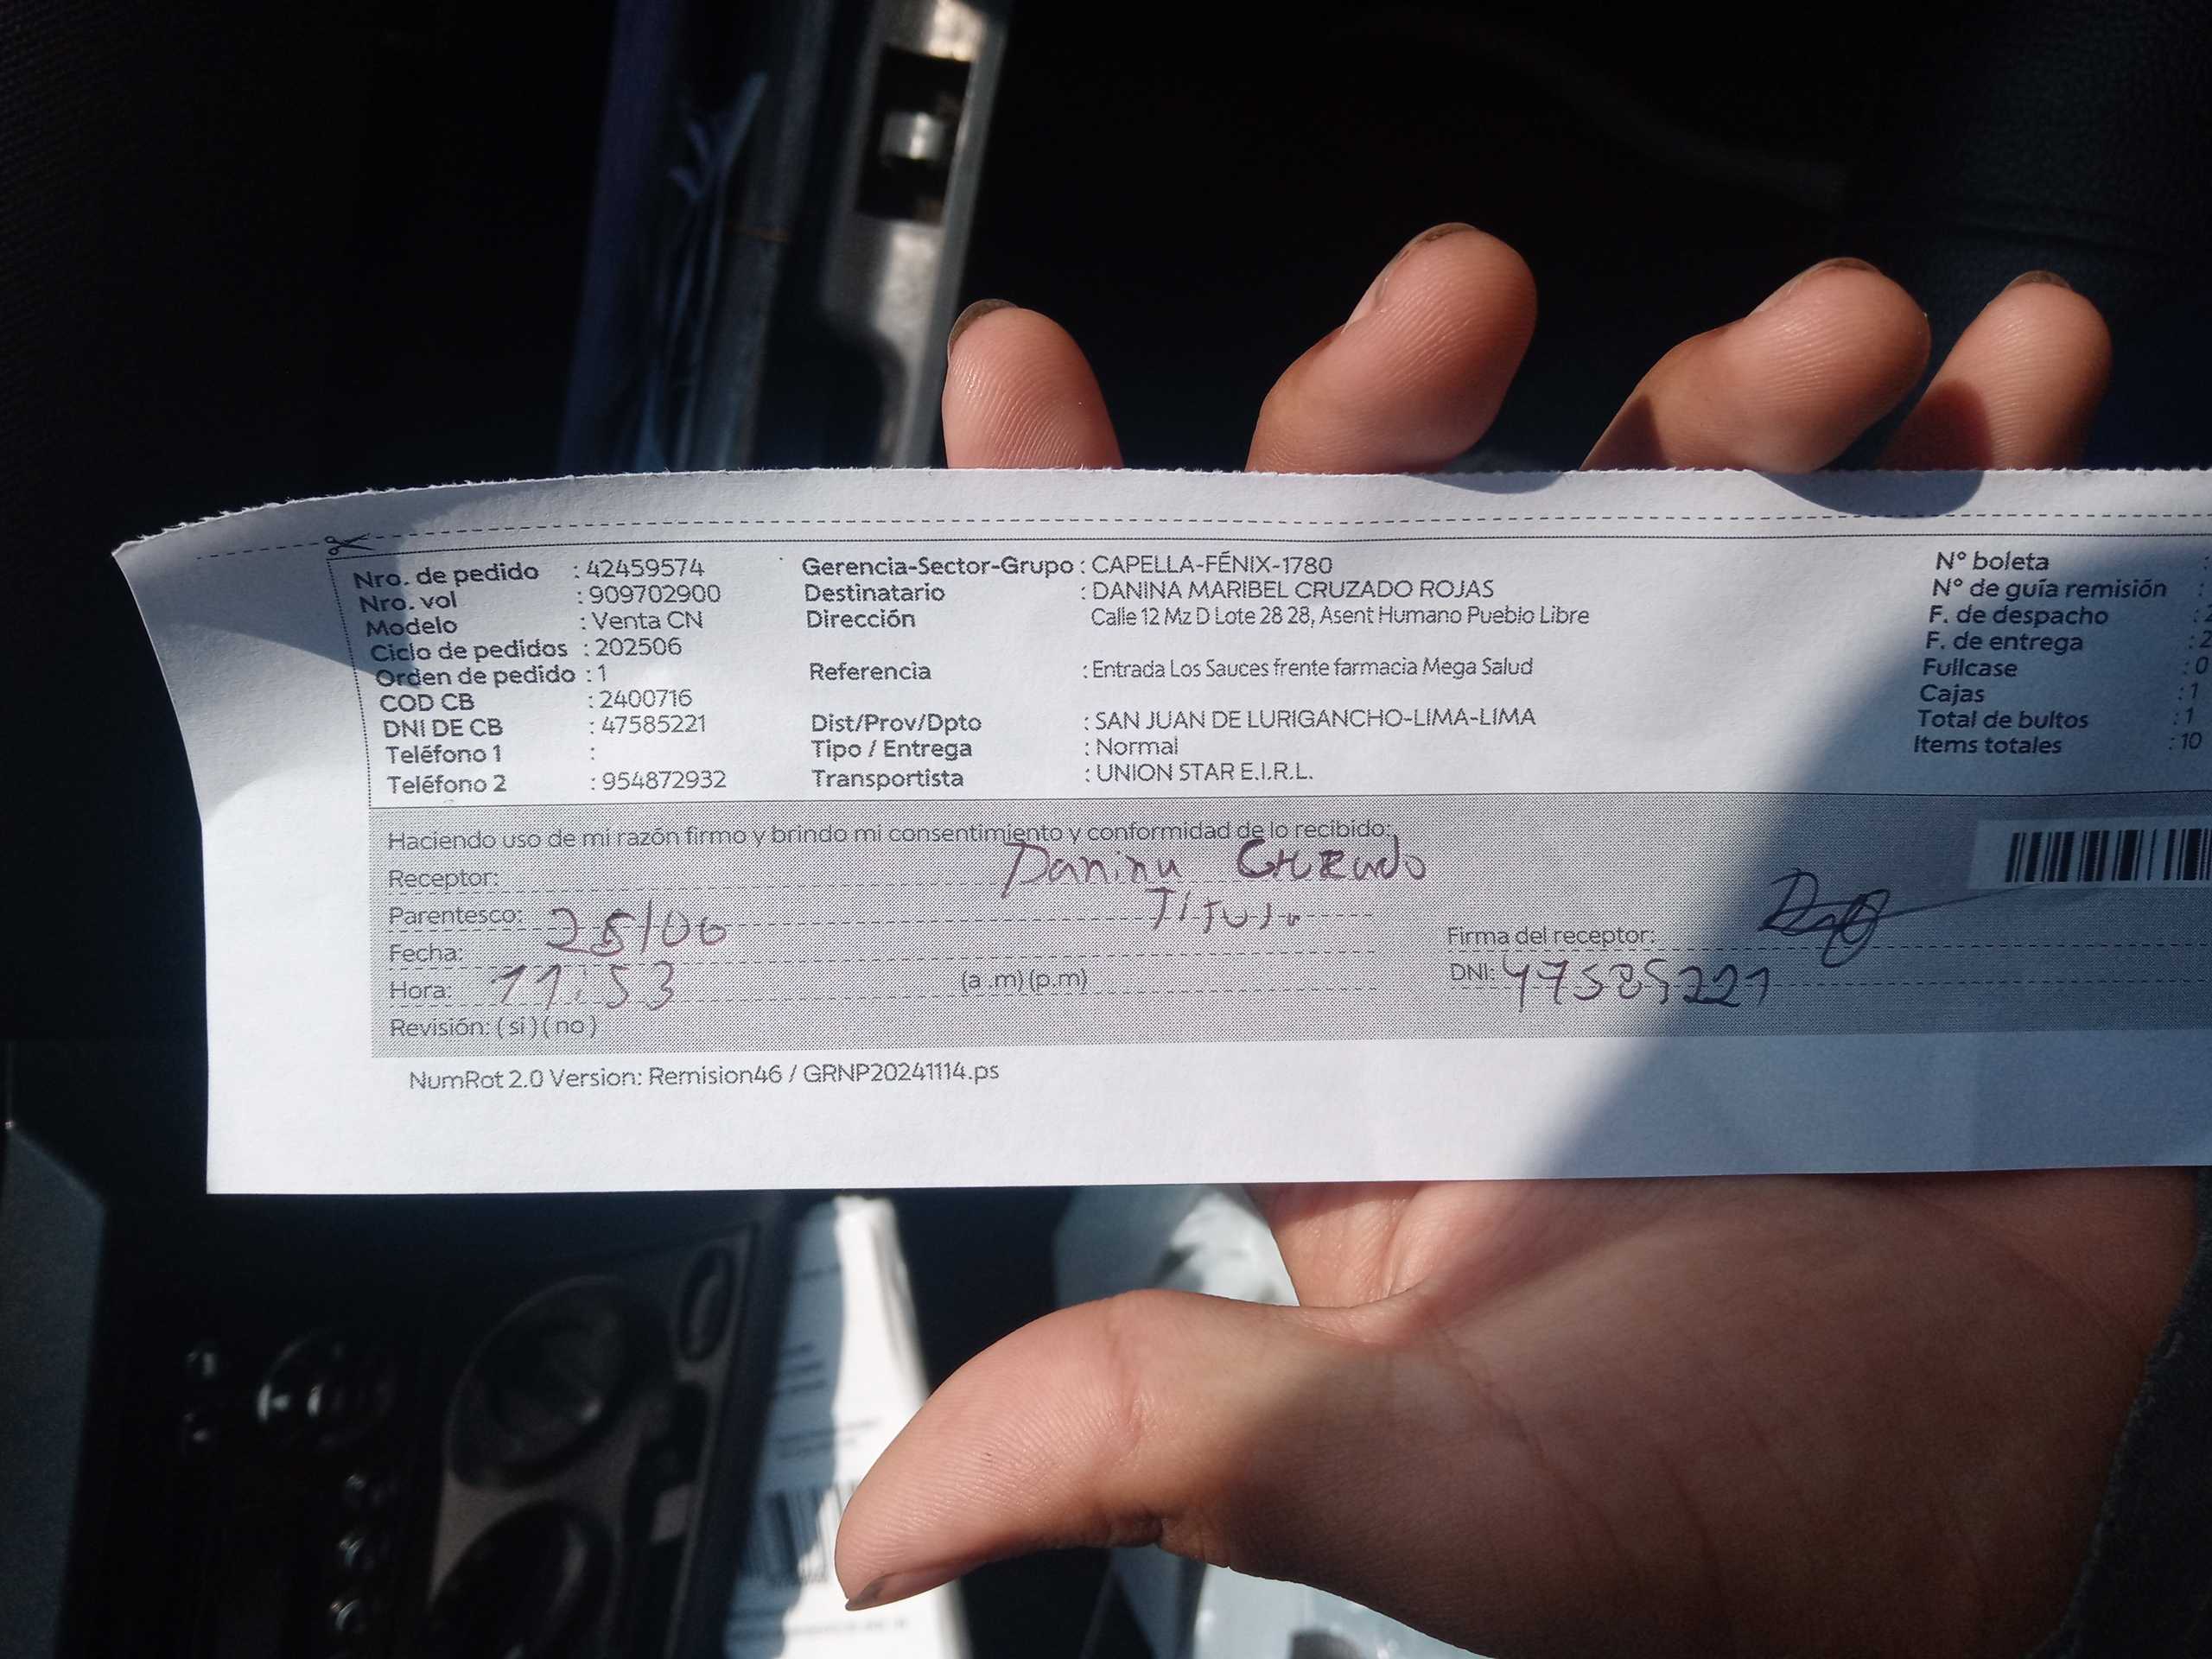 Nro. de pedido : 42459574 Gerencia-Sector-Grupo : CAPELLA-FÉNIX-1780 N° boleta :
Nro. vol : 909702900 Destinatario : DANINA MARIBEL CRUZADO ROJAS N° de guía remisión :
Modelo : Venta CN Dirección Calle 12 Mz D Lote 28 28, Asent Humano Pueblo Libre F. de despacho : 2
Ciclo de pedidos : 202506 F. de entrega : 2
Orden de pedido : 1 Referencia : Entrada Los Sauces frente farmacia Mega Salud Fullcase : 0
COD CB : 2400716 Cajas : 1
DNI DE CB : 47585221 Dist/Prov/Dpto : SAN JUAN DE LURIGANCHO-LIMA-LIMA Total de bultos : 1
Teléfono 1 : Tipo / Entrega : Normal Items totales : 10
Teléfono 2 : 954872932 Transportista : UNION STAR E.I.R.L.
Haciendo uso de mi razón firmo y brindo mi consentimiento y conformidad de lo recibido:
Receptor: Danina Cruzado
Parentesco: Titular
Fecha: 25/06 Firma del receptor:
Hora: 11:53 (a .m) (p.m) DNI: 47585221
Revisión: ( si ) ( no )
NumRot 2.0 Version: Remision46 / GRNP20241114.ps